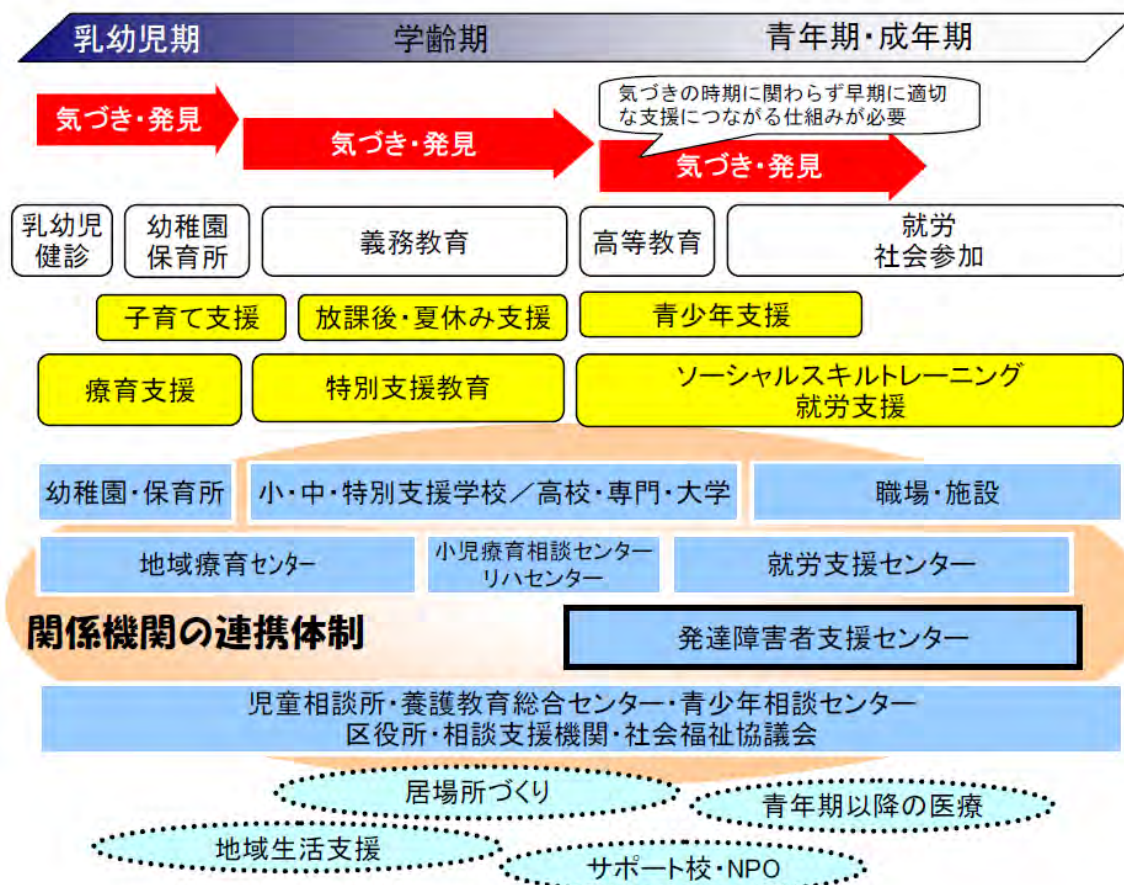 乳幼児期
学齢期
青年期・成年期
気づきの時期に関わらず早期に適切
な支援につながる仕組みが必要
気づき・発見
気づき・発見
気づき・発見
乳幼児
健診
幼稚園
保育所
義務教育
高等教育
就労
社会参加
子育て支援
放課後・夏休み支援
青少年支援
療育支援
特別支援教育
ソーシャルスキルトレーニング
就労支援
幼稚園・保育所
小・中・特別支援学校／高校・専門・大学
職場・施設
地域療育センター
小児療育相談センター
リハセンター
就労支援センター
関係機関の連携体制
発達障害者支援センター
児童相談所・養護教育総合センター・青少年相談センター
区役所・相談支援機関・社会福祉協議会
居場所づくり
青年期以降の医療
地域生活支援
サポート校・NPO